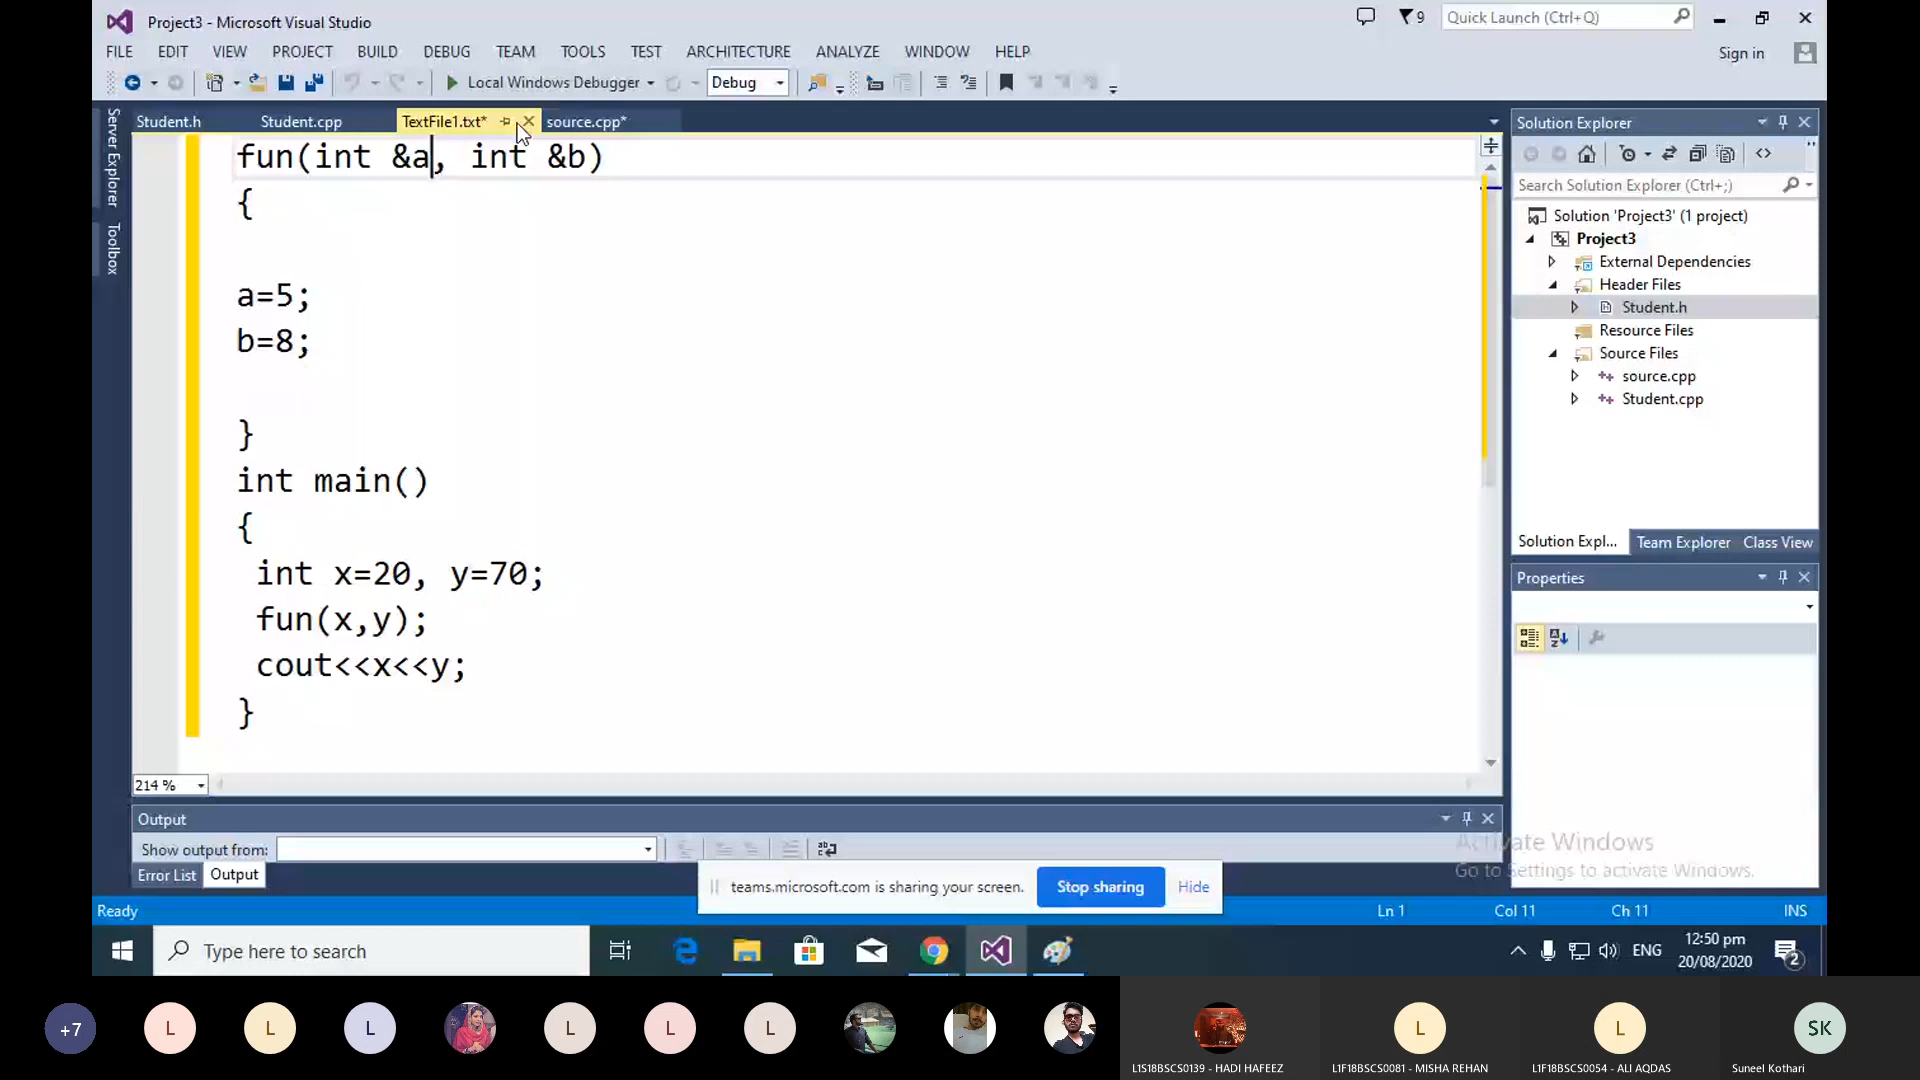 Project3 - Microsoft Visual Studio
9
Quick Launch (Ctrl+Q)
FILE EDIT VIEW PROJECT BUILD DEBUG TEAM TOOLS TEST ARCHITECTURE ANALYZE WINDOW HELP
Sign in
Local Windows Debugger
Debug
Server Explorer
Toolbox
Student.h
Student.cpp
TextFile1.txt*
source.cpp*
fun(int &a, int &b)
{
a=5;
b=8;
}
int main()
{
int x=20, y=70;
fun(x,y);
cout<<x<<y;
}
214 %
Solution Explorer
Search Solution Explorer (Ctrl+;)
Solution 'Project3' (1 project)
Project3
External Dependencies
Header Files
Student.h
Resource Files
Source Files
source.cpp
Student.cpp
Solution Expl... Team Explorer Class View
Properties
Output
Show output from:
Error List Output
Activate Windows
Go to Settings to activate Windows.
teams.microsoft.com is sharing your screen.
Stop sharing
Hide
Ready
Ln 1
Col 11
Ch 11
INS
Type here to search
ENG
12:50 pm
20/08/2020
2
+7
L
L
L
L
L
L
L
L
SK
L1S18BSCS0139 - HADI HAFEEZ
L1F18BSCS0081 - MISHA REHAN
L1F18BSCS0054 - ALI AQDAS
Suneel Kothari